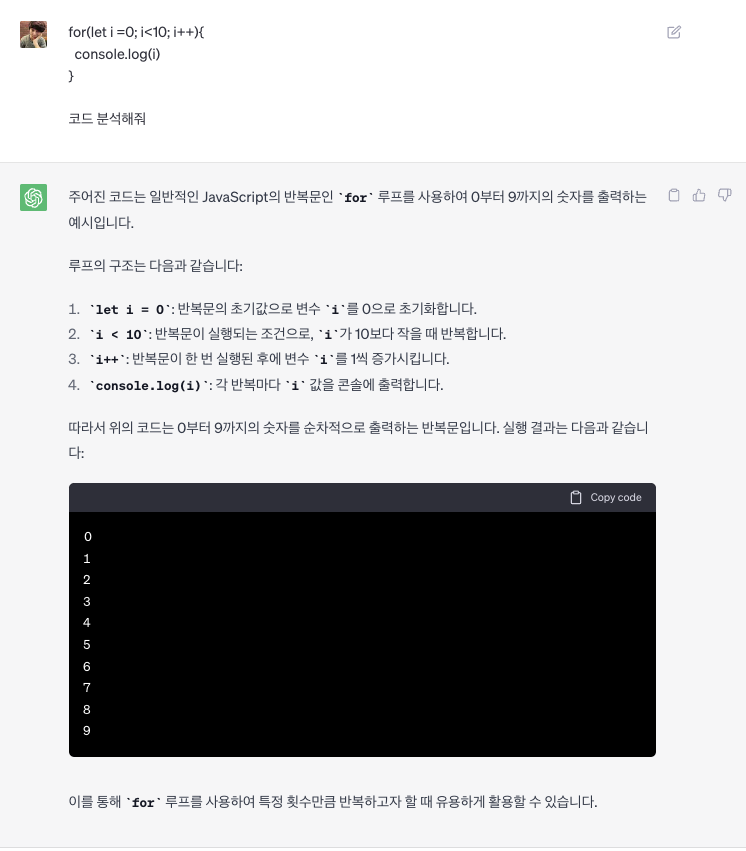 for(let i =0; i<10; i++){
  console.log(i)
}
코드 분석해줘
주어진 코드는 일반적인 JavaScript의 반복문인 `for` 루프를 사용하여 0부터 9까지의 숫자를 출력하는
예시입니다.
루프의 구조는 다음과 같습니다:
1. `let i = 0`: 반복문의 초기값으로 변수 `i`를 0으로 초기화합니다.
2. `i < 10`: 반복문이 실행되는 조건으로, `i`가 10보다 작을 때 반복합니다.
3. `i++`: 반복문이 한 번 실행된 후에 변수 `i`를 1씩 증가시킵니다.
4. `console.log(i)`: 각 반복마다 `i` 값을 콘솔에 출력합니다.
따라서 위의 코드는 0부터 9까지의 숫자를 순차적으로 출력하는 반복문입니다. 실행 결과는 다음과 같습니
다:
Copy code
0
1
2
3
4
5
6
7
8
9
이를 통해 `for` 루프를 사용하여 특정 횟수만큼 반복하고자 할 때 유용하게 활용할 수 있습니다.